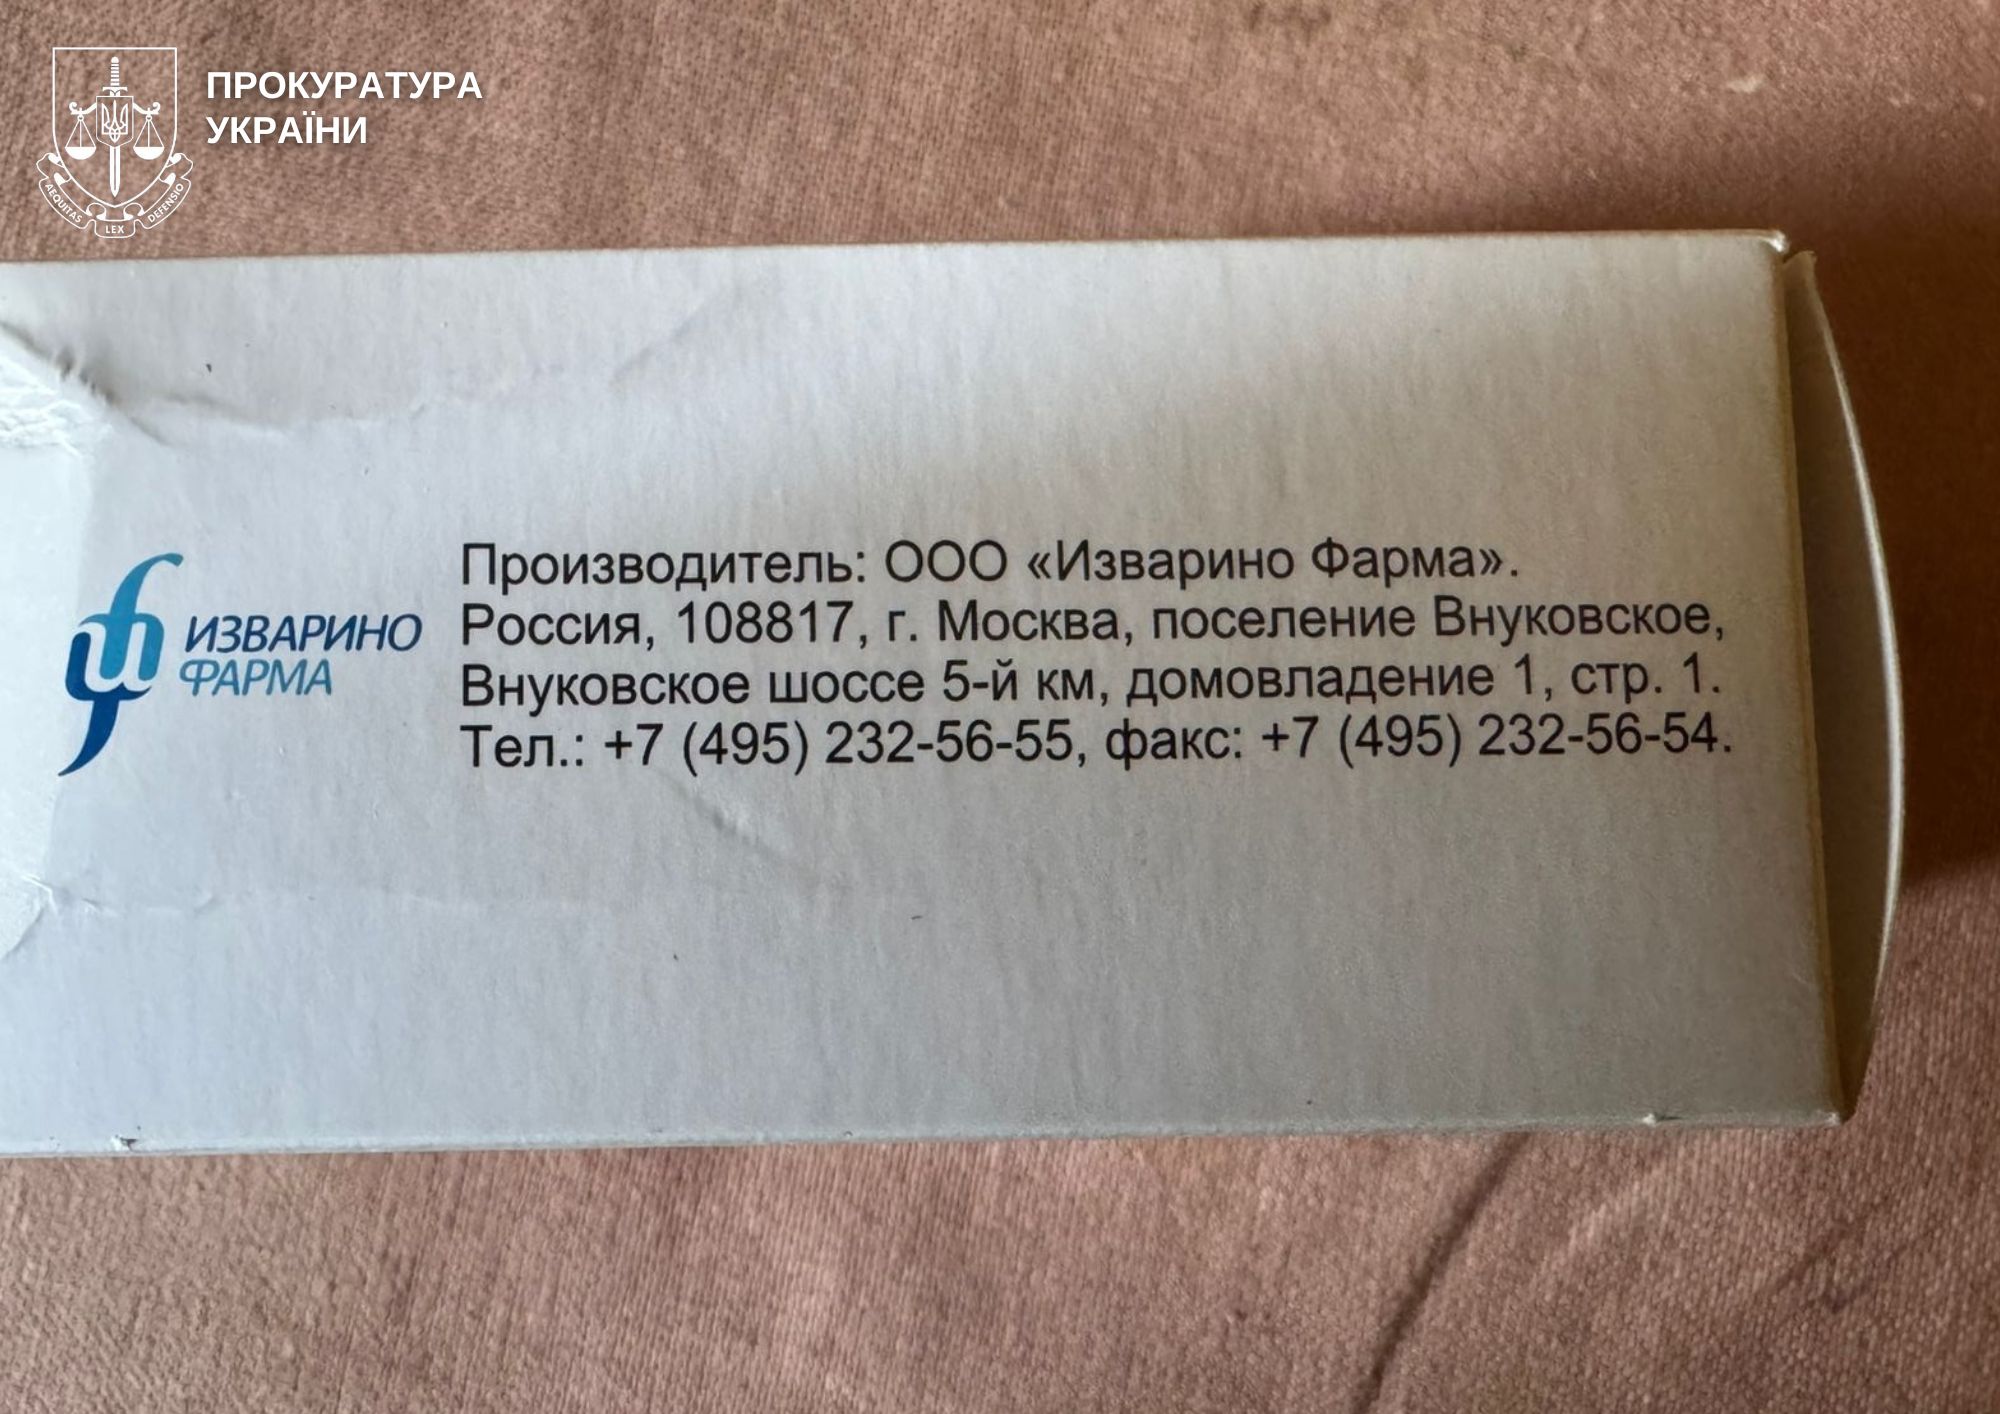 ПРОКУРАТУРА
УКРАЇНИ
AEQUITAS LEX DEFENSIO
ИЗВАРИНО
ФАРМА
Производитель: ООО «Изварино Фарма».
Россия, 108817, г. Москва, поселение Внуковское,
Внуковское шоссе 5-й км, домовладение 1, стр. 1.
Тел.: +7 (495) 232-56-55, факс: +7 (495) 232-56-54.